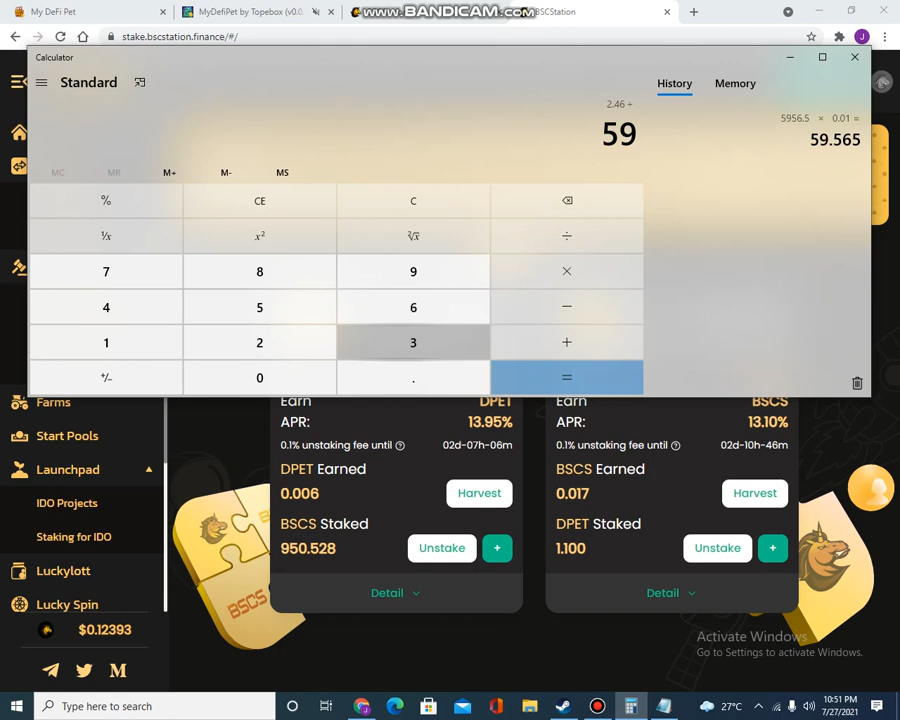 My DeFi Pet
MyDefiPet by Topebox (v0.0.
www.BANDICAM.com
BSCStation
J
stake.bscstation.finance/#/
J
Calculator
Standard
History
Memory
2.46 ÷
59
5956.5 × 0.01 =
59.565
MC MR M+ M- MS
% CE C
¹/x x² ²√x ÷
7 8 9 ×
4 5 6 −
1 2 3 +
+/− 0 . =
Farms
Start Pools
Launchpad
IDO Projects
Staking for IDO
Luckylott
Lucky Spin
$0.12393
M
Earn DPET
APR: 13.95%
0.1% unstaking fee until 02d-07h-06m
DPET Earned
0.006 Harvest
BSCS Staked
950.528 Unstake +
Detail
Earn BSCS
APR: 13.10%
0.1% unstaking fee until 02d-10h-46m
BSCS Earned
0.017 Harvest
DPET Staked
1.100 Unstake +
Detail
BSCS
Activate Windows
Go to Settings to activate Windows.
Type here to search
27°C
10:51 PM
7/27/2021